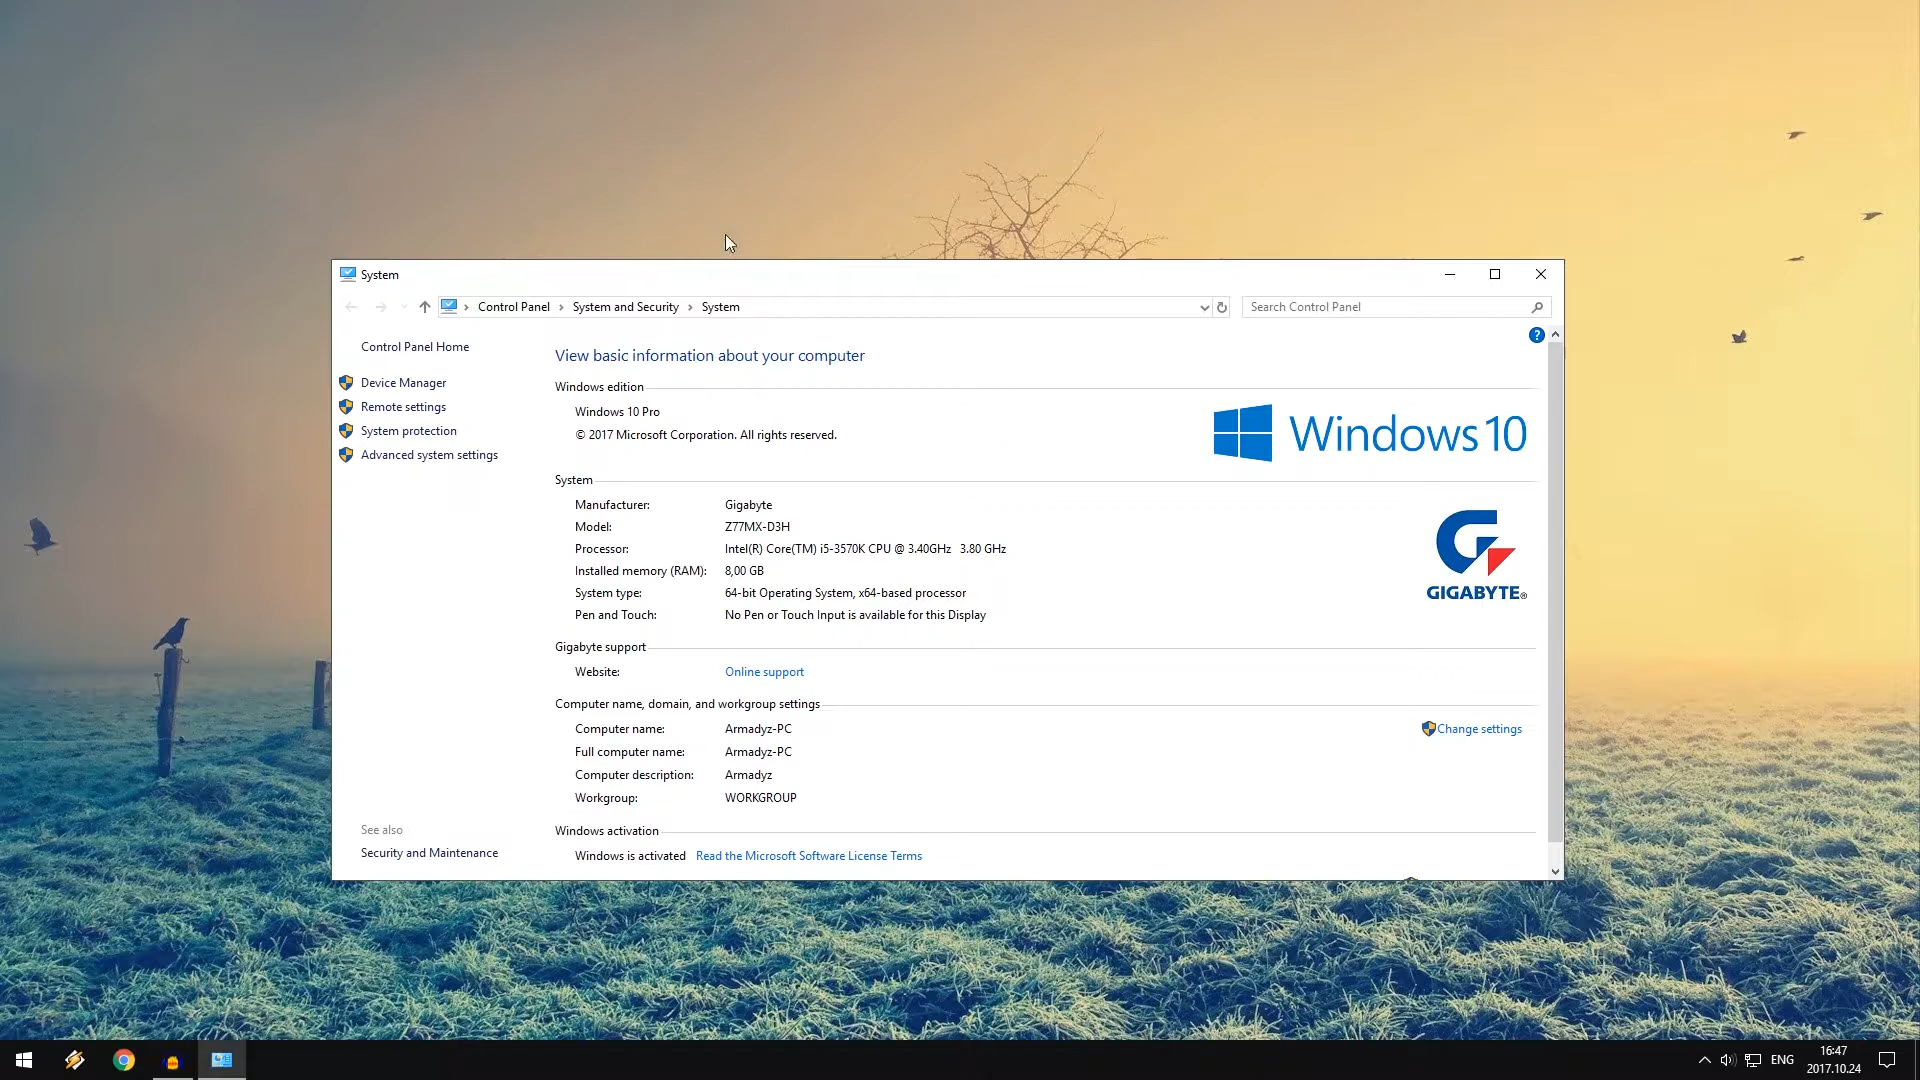 System
Control Panel › System and Security › System
Search Control Panel
?
Control Panel Home
Device Manager
Remote settings
System protection
Advanced system settings
See also
Security and Maintenance
View basic information about your computer
Windows edition
Windows 10 Pro
© 2017 Microsoft Corporation. All rights reserved.
Windows 10
System
Manufacturer: Gigabyte
Model: Z77MX-D3H
Processor: Intel(R) Core(TM) i5-3570K CPU @ 3.40GHz 3.80 GHz
Installed memory (RAM): 8,00 GB
System type: 64-bit Operating System, x64-based processor
Pen and Touch: No Pen or Touch Input is available for this Display
GIGABYTE®
Gigabyte support
Website: Online support
Computer name, domain, and workgroup settings
Computer name: Armadyz-PC
Change settings
Full computer name: Armadyz-PC
Computer description: Armadyz
Workgroup: WORKGROUP
Windows activation
Windows is activated Read the Microsoft Software License Terms
ENG
16:47
2017.10.24